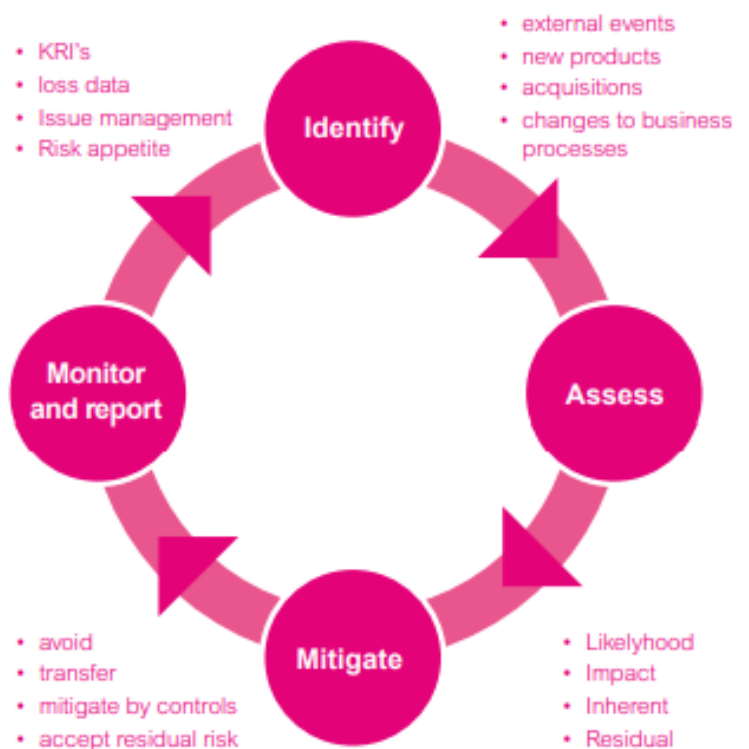 • KRI's
• loss data
• Issue management
• Risk appetite
• external events
• new products
• acquisitions
• changes to business
processes
Identify
Assess
Mitigate
Monitor
and report
• Likelyhood
• Impact
• Inherent
• Residual
• avoid
• transfer
• mitigate by controls
• accept residual risk